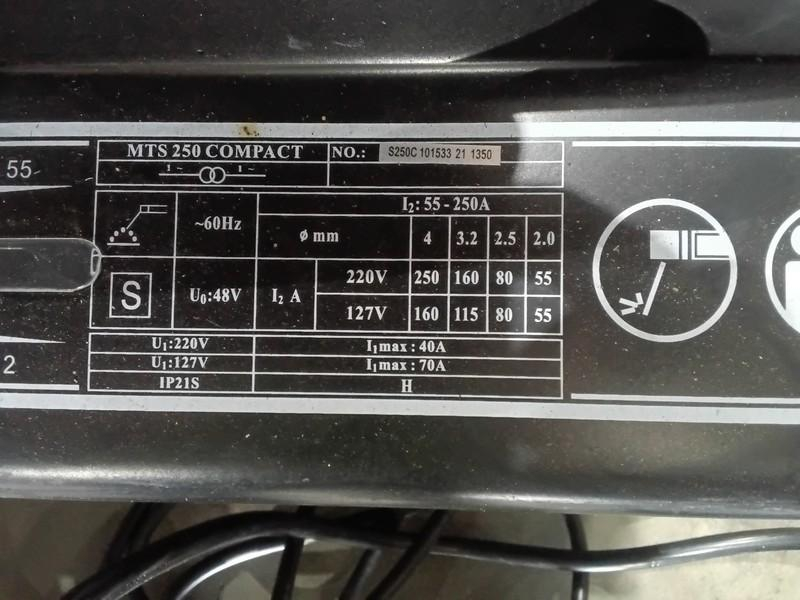 55
MTS 250 COMPACT
NO.: S250C 101533 21 1350
1~ 1~
I₂: 55 - 250A
~60Hz
ø mm 4 3.2 2.5 2.0
S
U₀:48V
I₂ A
220V 250 160 80 55
127V 160 115 80 55
U₁:220V I₁max : 40A
U₁:127V I₁max : 70A
IP21S H
2